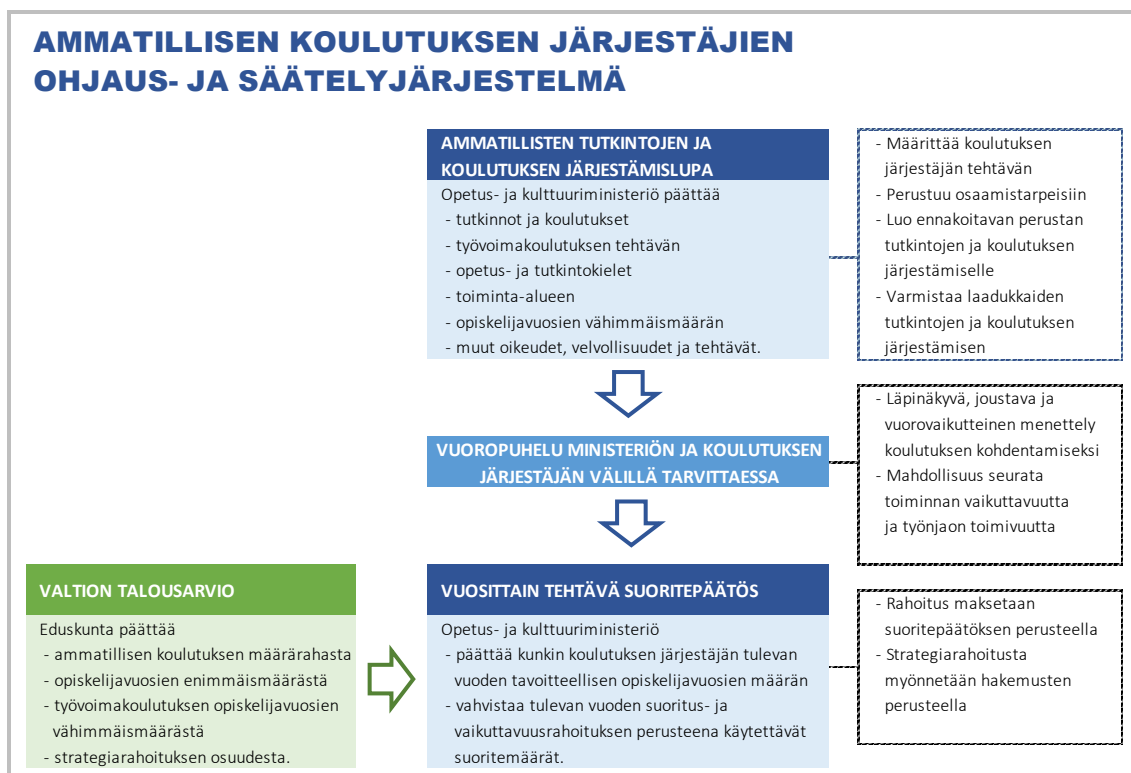 AMMATILLISEN KOULUTUKSEN JÄRJESTÄJIEN
OHJAUS- JA SÄÄTELYJÄRJESTELMÄ
AMMATILLISTEN TUTKINTOJEN JA
KOULUTUKSEN JÄRJESTÄMISLUPA
Opetus- ja kulttuuriministeriö päättää
- tutkinnot ja koulutukset
- työvoimakoulutuksen tehtävän
- opetus- ja tutkintokielet
- toiminta-alueen
- opiskelijavuosien vähimmäismäärän
- muut oikeudet, velvollisuudet ja tehtävät.
- Määrittää koulutuksen
järjestäjän tehtävän
- Perustuu osaamistarpeisiin
- Luo ennakoitavan perustan
tutkintojen ja koulutuksen
järjestämiselle
- Varmistaa laadukkaiden
tutkintojen ja koulutuksen
järjestämisen
VUOROPUHELU MINISTERIÖN JA KOULUTUKSEN
JÄRJESTÄJÄN VÄLILLÄ TARVITTAESSA
- Läpinäkyvä, joustava ja
vuorovaikutteinen menettely
koulutuksen kohdentamiseksi
- Mahdollisuus seurata
toiminnan vaikuttavuutta
ja työnjaon toimivuutta
VALTION TALOUSARVIO
Eduskunta päättää
- ammatillisen koulutuksen määrärahasta
- opiskelijavuosien enimmäismäärästä
- työvoimakoulutuksen opiskelijavuosien
vähimmäismäärästä
- strategiarahoituksen osuudesta.
VUOSITTAIN TEHTÄVÄ SUORITEPÄÄTÖS
Opetus- ja kulttuuriministeriö
- päättää kunkin koulutuksen järjestäjän tulevan
vuoden tavoitteellisen opiskelijavuosien määrän
- vahvistaa tulevan vuoden suoritus- ja
vaikuttavuusrahoituksen perusteena käytettävät
suoritemäärät.
- Rahoitus maksetaan
suoritepäätöksen perusteella
- Strategiarahoitusta
myönnetään hakemusten
perusteella